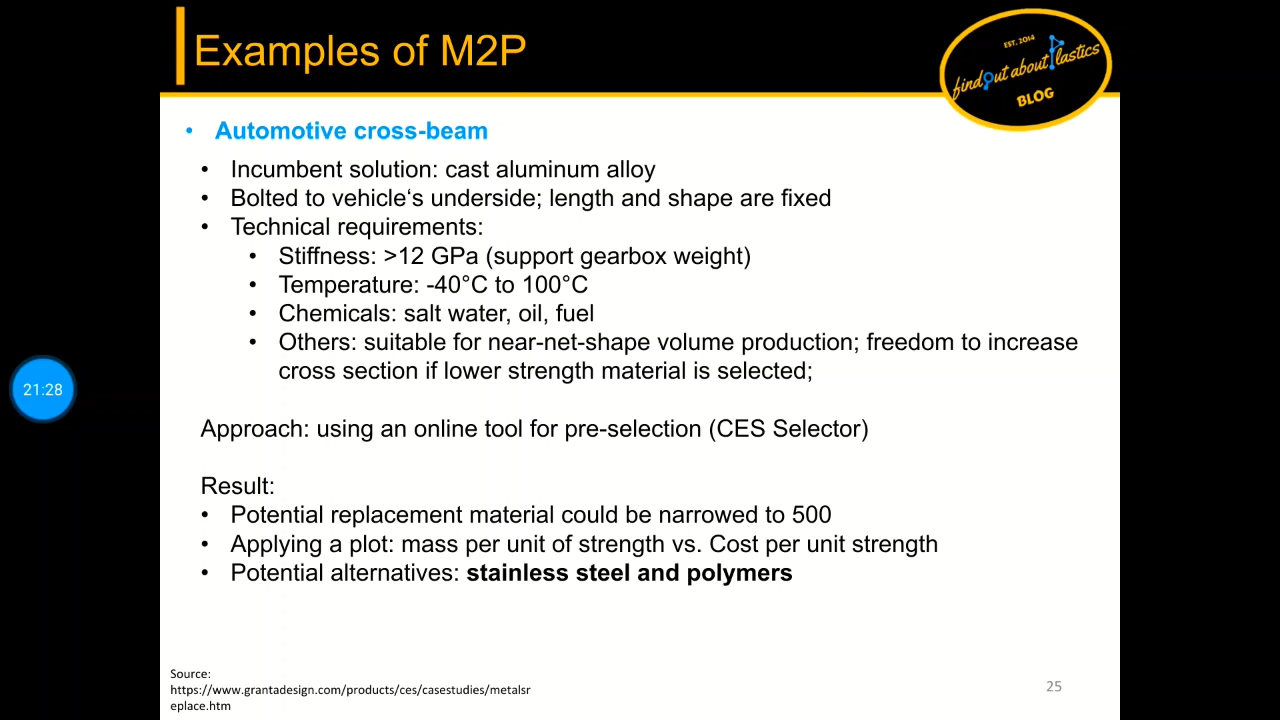 Examples of M2P
EST. 2014
findout about Plastics
BLOG
• Automotive cross-beam
• Incumbent solution: cast aluminum alloy
• Bolted to vehicle‘s underside; length and shape are fixed
• Technical requirements:
• Stiffness: >12 GPa (support gearbox weight)
• Temperature: -40°C to 100°C
• Chemicals: salt water, oil, fuel
• Others: suitable for near-net-shape volume production; freedom to increase
cross section if lower strength material is selected;
21:28
Approach: using an online tool for pre-selection (CES Selector)
Result:
• Potential replacement material could be narrowed to 500
• Applying a plot: mass per unit of strength vs. Cost per unit strength
• Potential alternatives: stainless steel and polymers
Source:
https://www.grantadesign.com/products/ces/casestudies/metalsr
eplace.htm
25